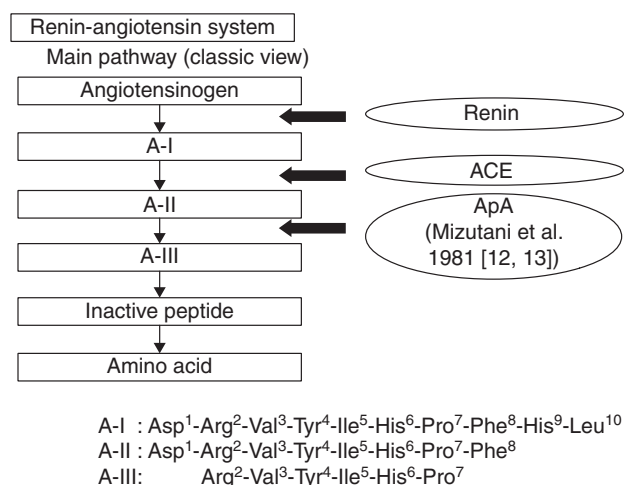 Renin-angiotensin system
Main pathway (classic view)
Angiotensinogen
Renin
A-I
ACE
A-II
ApA
(Mizutani et al.
1981 [12, 13])
A-III
Inactive peptide
Amino acid
A-I : Asp¹-Arg²-Val³-Tyr⁴-Ile⁵-His⁶-Pro⁷-Phe⁸-His⁹-Leu¹⁰
A-II : Asp¹-Arg²-Val³-Tyr⁴-Ile⁵-His⁶-Pro⁷-Phe⁸
A-III: Arg²-Val³-Tyr⁴-Ile⁵-His⁶-Pro⁷